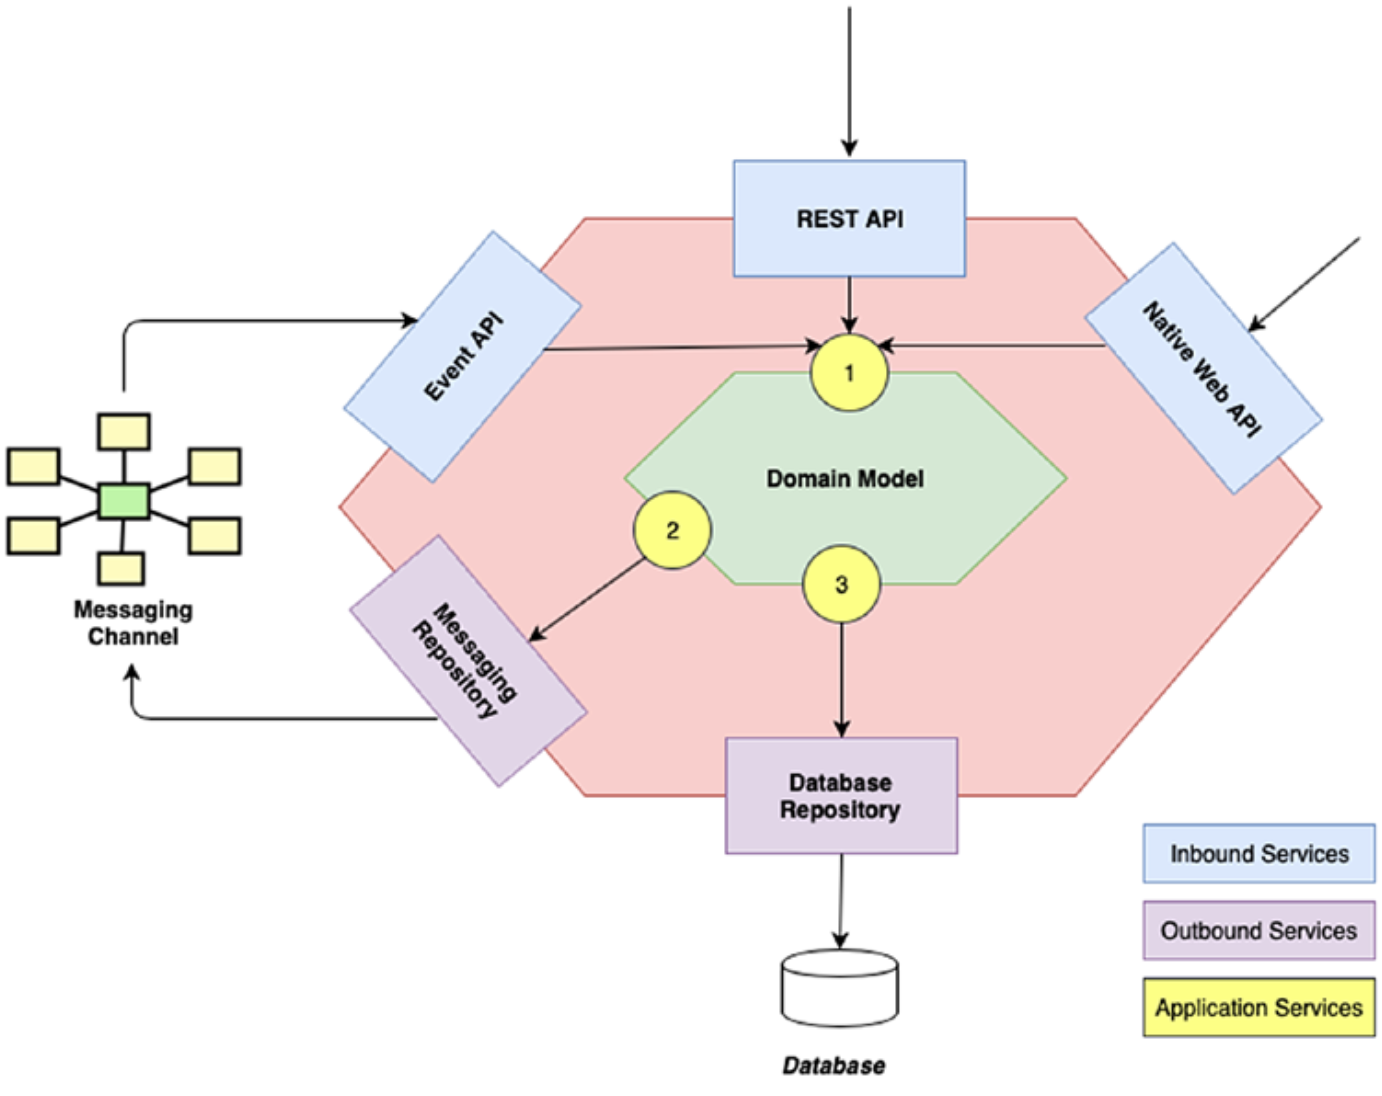 REST API
Event API
Native Web API
1
Domain Model
2
3
Messaging
Channel
Messaging
Repository
Database
Repository
Inbound Services
Outbound Services
Application Services
Database